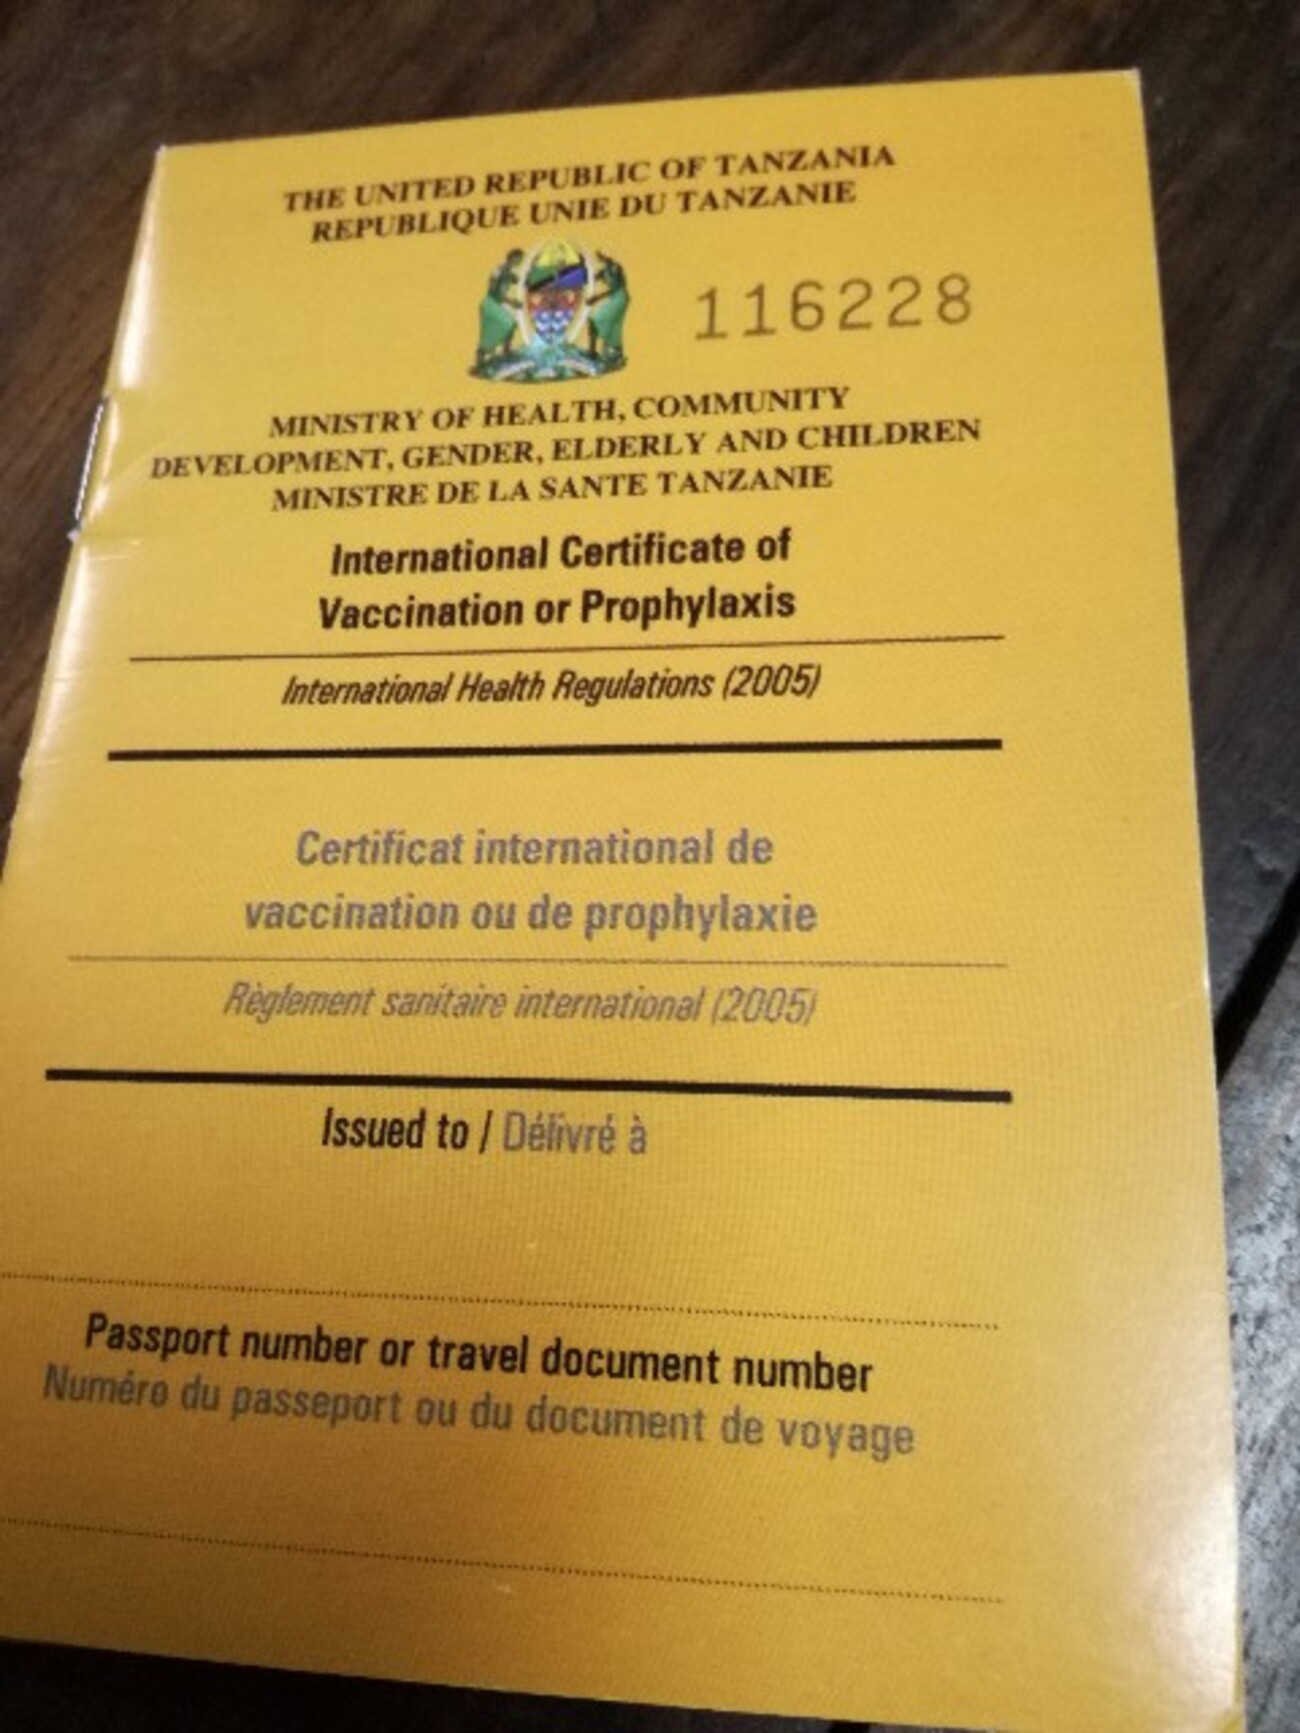 THE UNITED REPUBLIC OF TANZANIA
REPUBLIQUE UNIE DU TANZANIE
116228
MINISTRY OF HEALTH, COMMUNITY
DEVELOPMENT, GENDER, ELDERLY AND CHILDREN
MINISTRE DE LA SANTE TANZANIE
International Certificate of
Vaccination or Prophylaxis
International Health Regulations (2005)
Certificat international de
vaccination ou de prophylaxie
Règlement sanitaire international (2005)
Issued to / Délivré à
Passport number or travel document number
Numéro du passeport ou du document de voyage